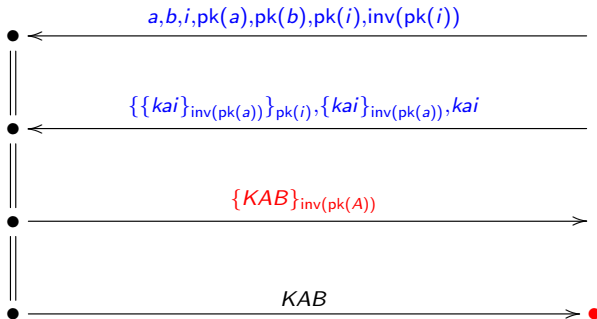 a,b,i,pk(a),pk(b),pk(i),inv(pk(i))
{{kai}inv(pk(a))}pk(i),{kai}inv(pk(a)),kai
{KAB}inv(pk(A))
KAB